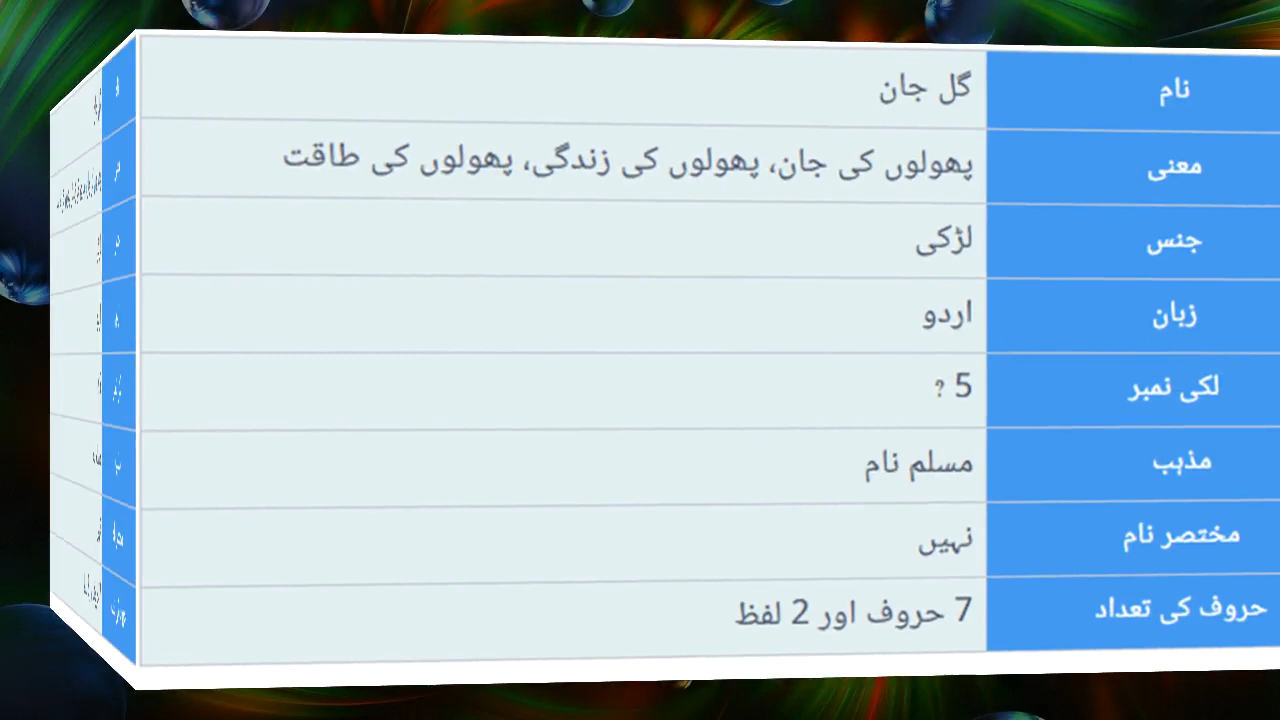 نام گل جان
معنی پھولوں کی جان، پھولوں کی زندگی، پھولوں کی طاقت
جنس لڑکی
زبان اردو
لکی نمبر 5 ?
مذہب مسلم نام
مختصر نام نہیں
حروف کی تعداد 7 حروف اور 2 لفظ